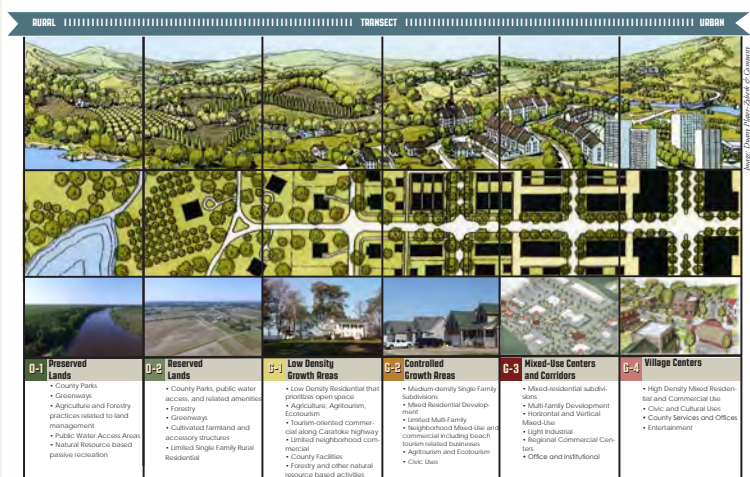 RURAL TRANSECT URBAN
Image: Duany Plater-Zyberk & Company
O-1 Preserved
Lands
• County Parks
• Greenways
• Agriculture and Forestry
practices related to land
management
• Public Water Access Areas
• Natural Resource based
passive recreation
O-2 Reserved
Lands
• County Parks, public water
access, and related amenities
• Forestry
• Greenways
• Cultivated farmland and
accessory structures
• Limited Single Family Rural
Residential
G-1 Low Density
Growth Areas
• Low Density Residential that
prioritizes open space
• Agriculture, Agritourism,
Ecotourism
• Tourism-oriented commer-
cial along Caratoke highway
• Limited neighborhood com-
mercial
• County Facilities
• Forestry and other natural
resource based activities
G-2 Controlled
Growth Areas
• Medium-density Single Family
Subdivisions
• Mixed Residential Develop-
ment
• Limited Multi-Family
• Neighborhood Mixed-Use and
commercial including beach
tourism related businesses
• Agritourism and Ecotourism
• Civic Uses
G-3 Mixed-Use Centers
and Corridors
• Mixed-residential subdivi-
sions
• Multi-family Development
• Horizontal and Vertical
Mixed-Use
• Light Industrial
• Regional Commercial Cen-
ters
• Office and Institutional
G-4 Village Centers
• High Density Mixed Residen-
tial and Commercial Use
• Civic and Cultural Uses
• County Services and Offices
• Entertainment